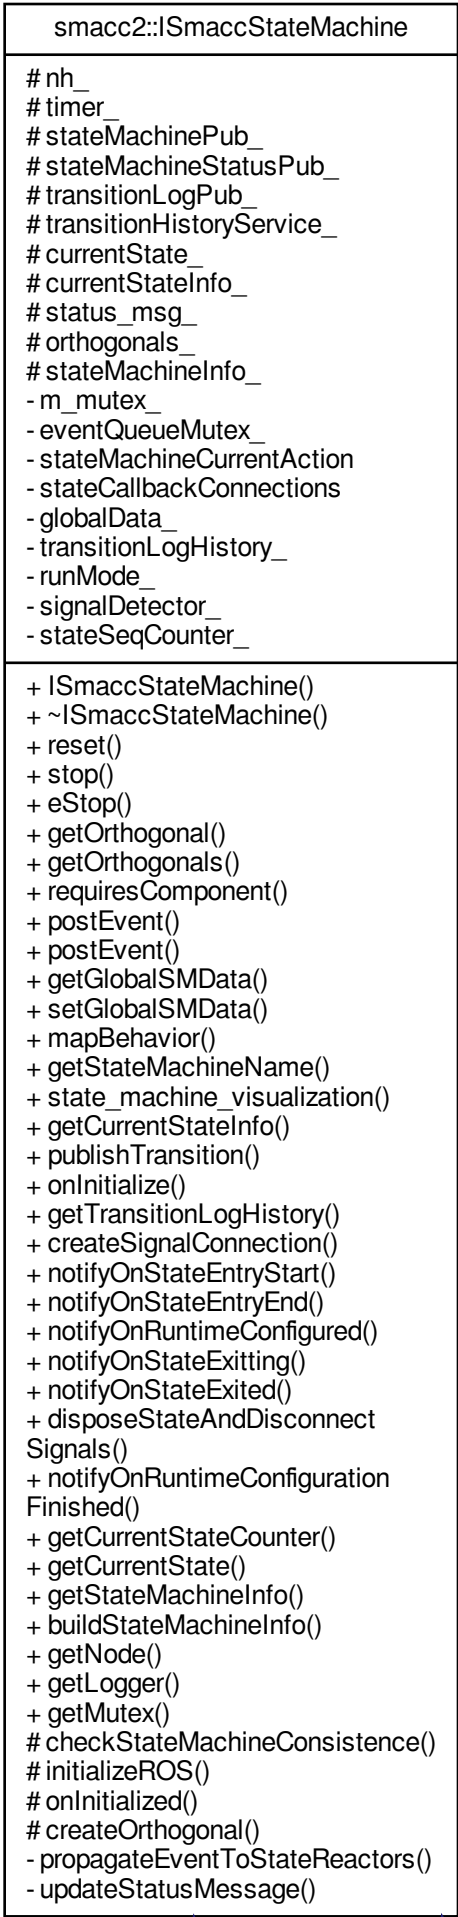 smacc2::ISmaccStateMachine
# nh_
# timer_
# stateMachinePub_
# stateMachineStatusPub_
# transitionLogPub_
# transitionHistoryService_
# currentState_
# currentStateInfo_
# status_msg_
# orthogonals_
# stateMachineInfo_
- m_mutex_
- eventQueueMutex_
- stateMachineCurrentAction
- stateCallbackConnections
- globalData_
- transitionLogHistory_
- runMode_
- signalDetector_
- stateSeqCounter_
+ ISmaccStateMachine()
+ ~ISmaccStateMachine()
+ reset()
+ stop()
+ eStop()
+ getOrthogonal()
+ getOrthogonals()
+ requiresComponent()
+ postEvent()
+ postEvent()
+ getGlobalSMData()
+ setGlobalSMData()
+ mapBehavior()
+ getStateMachineName()
+ state_machine_visualization()
+ getCurrentStateInfo()
+ publishTransition()
+ onInitialize()
+ getTransitionLogHistory()
+ createSignalConnection()
+ notifyOnStateEntryStart()
+ notifyOnStateEntryEnd()
+ notifyOnRuntimeConfigured()
+ notifyOnStateExitting()
+ notifyOnStateExited()
+ disposeStateAndDisconnect
Signals()
+ notifyOnRuntimeConfiguration
Finished()
+ getCurrentStateCounter()
+ getCurrentState()
+ getStateMachineInfo()
+ buildStateMachineInfo()
+ getNode()
+ getLogger()
+ getMutex()
# checkStateMachineConsistence()
# initializeROS()
# onInitialized()
# createOrthogonal()
- propagateEventToStateReactors()
- updateStatusMessage()